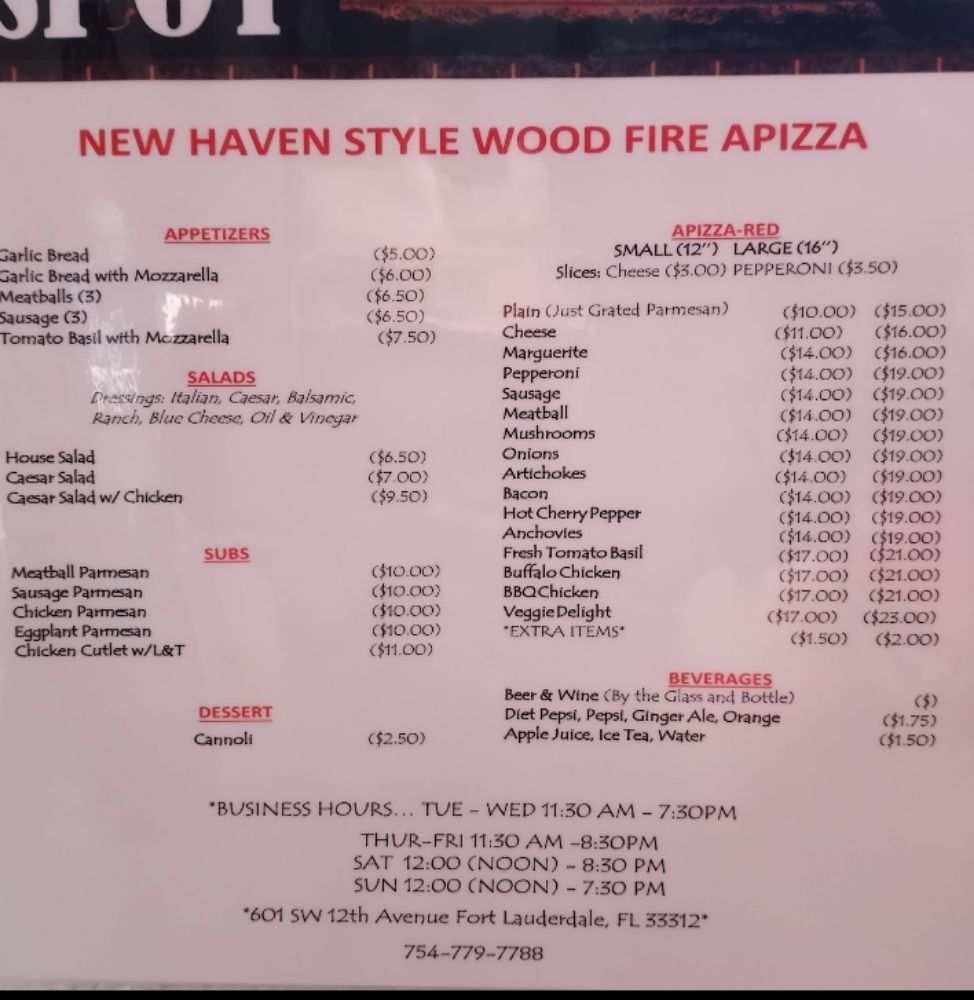 SPOT
NEW HAVEN STYLE WOOD FIRE APIZZA
APPETIZERS
Garlic Bread ($5.00)
Garlic Bread with Mozzarella ($6.00)
Meatballs (3) ($6.50)
Sausage (3) ($6.50)
Tomato Basil with Mozzarella ($7.50)
SALADS
Dressings: Italian, Caesar, Balsamic,
Ranch, Blue Cheese, Oil & Vinegar
House Salad ($6.50)
Caesar Salad ($7.00)
Caesar Salad w/ Chicken ($9.50)
SUBS
Meatball Parmesan ($10.00)
Sausage Parmesan ($10.00)
Chicken Parmesan ($10.00)
Eggplant Parmesan ($10.00)
Chicken Cutlet w/L&T ($11.00)
DESSERT
Cannoli ($2.50)
APIZZA-RED
SMALL (12") LARGE (16")
Slices: Cheese ($3.00) PEPPERONI ($3.50)
Plain (Just Grated Parmesan) ($10.00) ($15.00)
Cheese ($11.00) ($16.00)
Marguerite ($14.00) ($16.00)
Pepperoni ($14.00) ($19.00)
Sausage ($14.00) ($19.00)
Meatball ($14.00) ($19.00)
Mushrooms ($14.00) ($19.00)
Onions ($14.00) ($19.00)
Artichokes ($14.00) ($19.00)
Bacon ($14.00) ($19.00)
Hot Cherry Pepper ($14.00) ($19.00)
Anchovies ($14.00) ($19.00)
Fresh Tomato Basil ($17.00) ($21.00)
Buffalo Chicken ($17.00) ($21.00)
BBQ Chicken ($17.00) ($21.00)
Veggie Delight ($17.00) ($23.00)
*EXTRA ITEMS* ($1.50) ($2.00)
BEVERAGES
Beer & Wine (By the Glass and Bottle) ($)
Diet Pepsi, Pepsi, Ginger Ale, Orange ($1.75)
Apple Juice, Ice Tea, Water ($1.50)
*BUSINESS HOURS... TUE - WED 11:30 AM - 7:30PM
THUR-FRI 11:30 AM -8:30PM
SAT 12:00 (NOON) - 8:30 PM
SUN 12:00 (NOON) - 7:30 PM
*601 SW 12th Avenue Fort Lauderdale, FL 33312*
754-779-7788